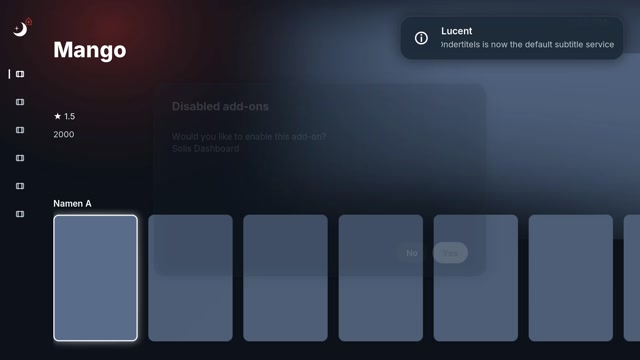 Lucent
Ondertitels is now the default subtitle service
Mango
Disabled add-ons
★ 1.5
2000
Would you like to enable this add-on?
Solis Dashboard
Namen A
No
Yes